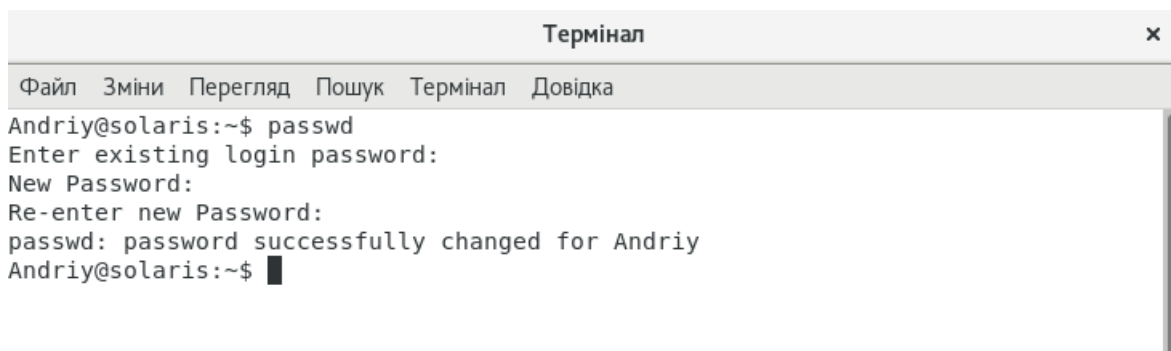 Термінал
Файл Зміни Перегляд Пошук Термінал Довідка
Andriy@solaris:~$ passwd
Enter existing login password:
New Password:
Re-enter new Password:
passwd: password successfully changed for Andriy
Andriy@solaris:~$